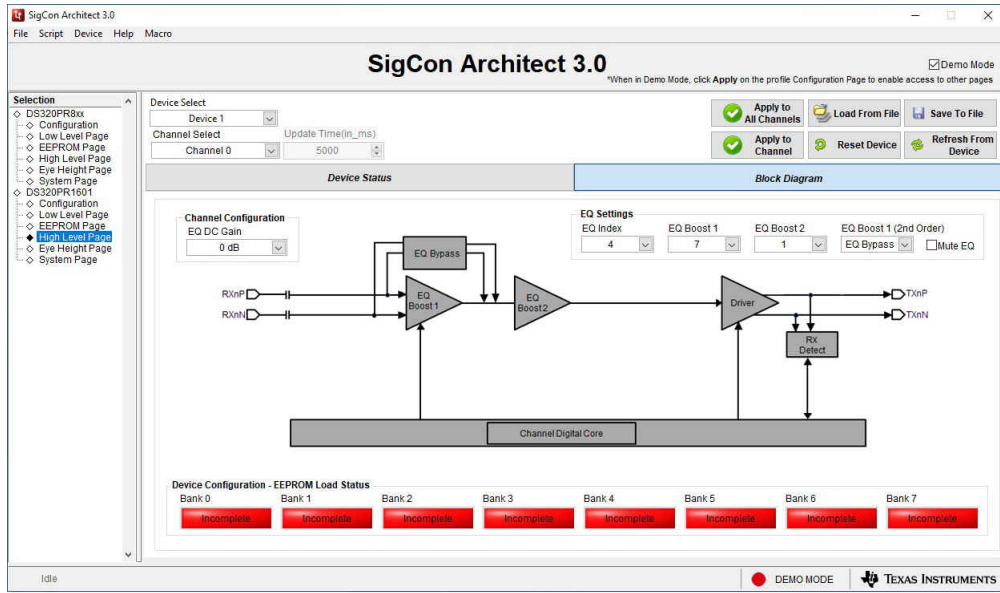 SigCon Architect 3.0
File Script Device Help Macro
SigCon Architect 3.0
Demo Mode
*When in Demo Mode, click Apply on the profile Configuration Page to enable access to other pages
Selection
DS320PR8xx
Configuration
Low Level Page
EEPROM Page
High Level Page
Eye Height Page
System Page
DS320PR1601
Configuration
Low Level Page
EEPROM Page
High Level Page
Eye Height Page
System Page
Device Select
Device 1
Channel Select
Channel 0
Update Time(in_ms)
5000
Apply to
All Channels
Load From File
Save To File
Apply to
Channel
Reset Device
Refresh From
Device
Device Status
Block Diagram
Channel Configuration
EQ DC Gain
0 dB
EQ Settings
EQ Index
EQ Boost 1
EQ Boost 2
EQ Boost 1 (2nd Order)
4
7
1
EQ Bypass
Mute EQ
EQ Bypass
RXnP
RXnN
EQ
Boost1
EQ
Boost2
Driver
TXnP
TXnN
Rx
Detect
Channel Digital Core
Device Configuration - EEPROM Load Status
Bank 0 Bank 1 Bank 2 Bank 3 Bank 4 Bank 5 Bank 6 Bank 7
Incomplete Incomplete Incomplete Incomplete Incomplete Incomplete Incomplete Incomplete
Idle
DEMO MODE
TEXAS INSTRUMENTS